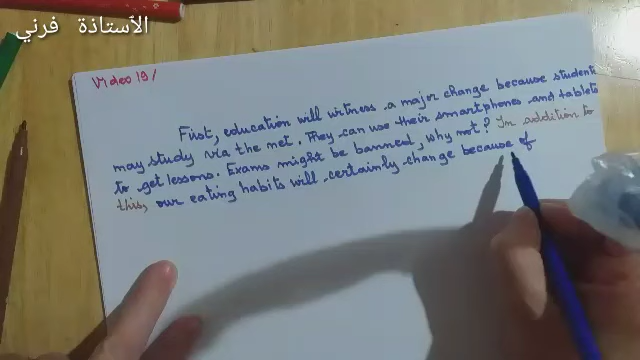 الأستاذة فرني
Video 19/
First, education will witness a major change because students
may study via the net. They can use their smartphones and tablets
to get lessons. Exams might be banned, why not? In addition to
this, our eating habits will certainly change because of